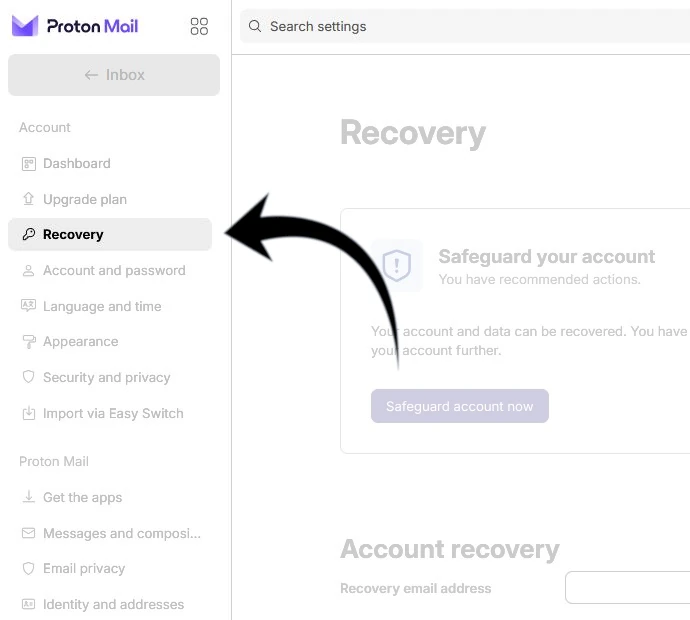 Proton Mail
Search settings
← Inbox
Account
Dashboard
Upgrade plan
Recovery
Account and password
Language and time
Appearance
Security and privacy
Import via Easy Switch
Proton Mail
Get the apps
Messages and composi...
Email privacy
Identity and addresses
Recovery
Safeguard your account
You have recommended actions.
Your account and data can be recovered. You have
your account further.
Safeguard account now
Account recovery
Recovery email address